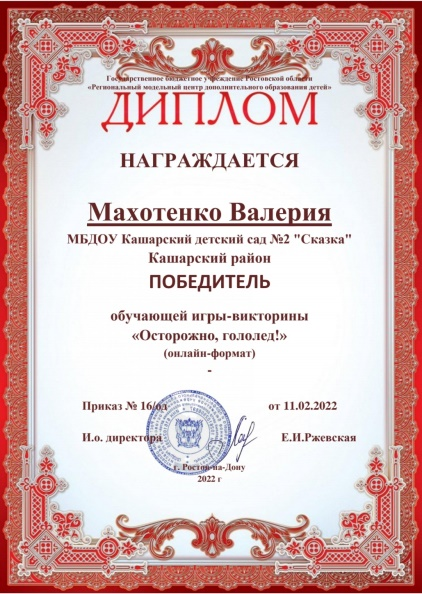 Государственное бюджетное учреждение Ростовской области
«Региональный модельный центр дополнительного образования детей»
ДИПЛОМ
НАГРАЖДАЕТСЯ
Махотенко Валерия
МБДОУ Кашарский детский сад №2 "Сказка"
Кашарский район
ПОБЕДИТЕЛЬ
обучающей игры-викторины
«Осторожно, гололед!»
(онлайн-формат)
-
Приказ № 16/од от 11.02.2022
И.о. директора Е.И.Ржевская
г. Ростов-на-Дону
2022 г